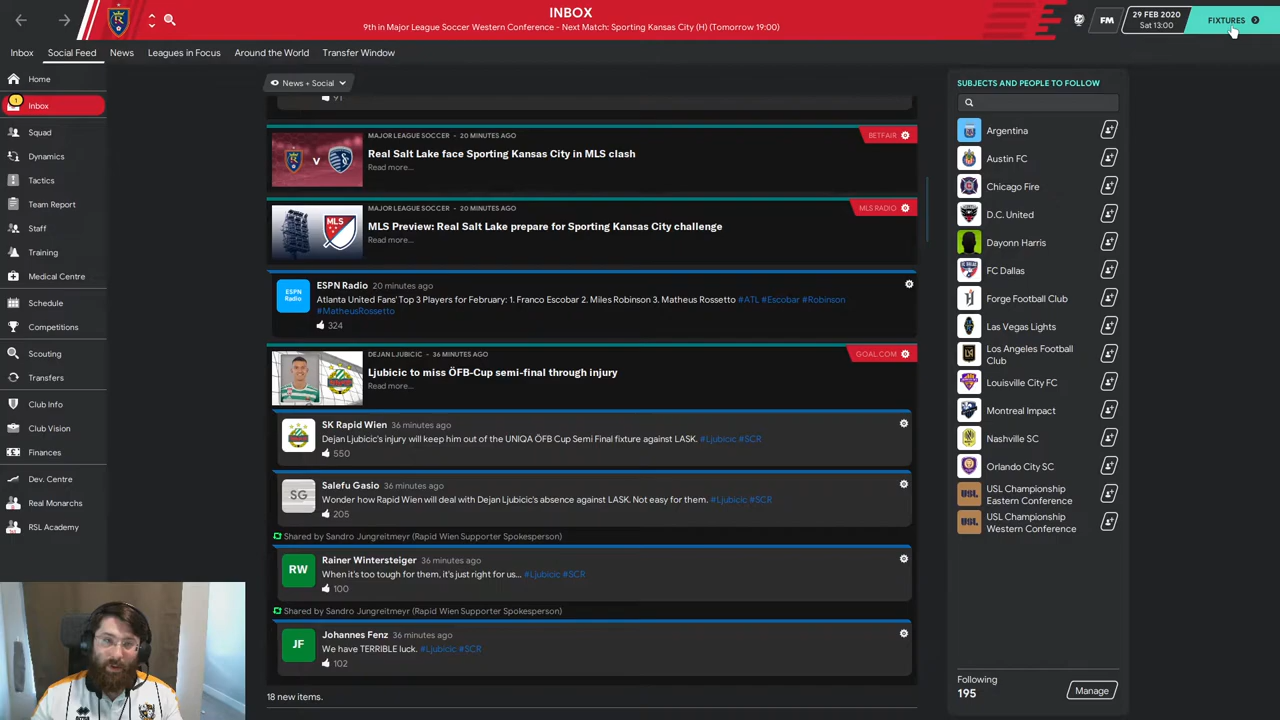 INBOX
9th in Major League Soccer Western Conference - Next Match: Sporting Kansas City (H) (Tomorrow 19:00)
FM
29 FEB 2020
Sat 13:00
FIXTURES
Inbox
Social Feed
News
Leagues in Focus
Around the World
Transfer Window
Home
1
Inbox
Squad
Dynamics
Tactics
Team Report
Staff
Training
Medical Centre
Schedule
Competitions
Scouting
Transfers
Club Info
Club Vision
Finances
Dev. Centre
Real Monarchs
RSL Academy
News + Social
91
MAJOR LEAGUE SOCCER - 20 MINUTES AGO
BETFAIR
V
Real Salt Lake face Sporting Kansas City in MLS clash
Read more...
MAJOR LEAGUE SOCCER - 20 MINUTES AGO
MLS RADIO
MLS
MLS Preview: Real Salt Lake prepare for Sporting Kansas City challenge
Read more...
ESPN Radio
ESPN Radio 20 minutes ago
Atlanta United Fans' Top 3 Players for February: 1. Franco Escobar 2. Miles Robinson 3. Matheus Rossetto #ATL #Escobar #Robinson
#MatheusRossetto
324
DEJAN LJUBICIC - 36 MINUTES AGO
GOAL.COM
Ljubicic to miss ÖFB-Cup semi-final through injury
Read more...
SK Rapid Wien 36 minutes ago
Dejan Ljubicic's injury will keep him out of the UNIQA ÖFB Cup Semi Final fixture against LASK. #Ljubicic #SCR
550
SG
Salefu Gasio 36 minutes ago
Wonder how Rapid Wien will deal with Dejan Ljubicic's absence against LASK. Not easy for them. #Ljubicic #SCR
205
Shared by Sandro Jungreitmeyr (Rapid Wien Supporter Spokesperson)
RW
Rainer Wintersteiger 36 minutes ago
When it's too tough for them, it's just right for us... #Ljubicic #SCR
100
Shared by Sandro Jungreitmeyr (Rapid Wien Supporter Spokesperson)
JF
Johannes Fenz 36 minutes ago
We have TERRIBLE luck. #Ljubicic #SCR
102
18 new items.
SUBJECTS AND PEOPLE TO FOLLOW
Argentina
Austin FC
Chicago Fire
D.C. United
Dayonn Harris
FC Dallas
Forge Football Club
Las Vegas Lights
Los Angeles Football
Club
Louisville City FC
Montreal Impact
Nashville SC
Orlando City SC
USL
USL Championship
Eastern Conference
USL
USL Championship
Western Conference
Following
195
Manage